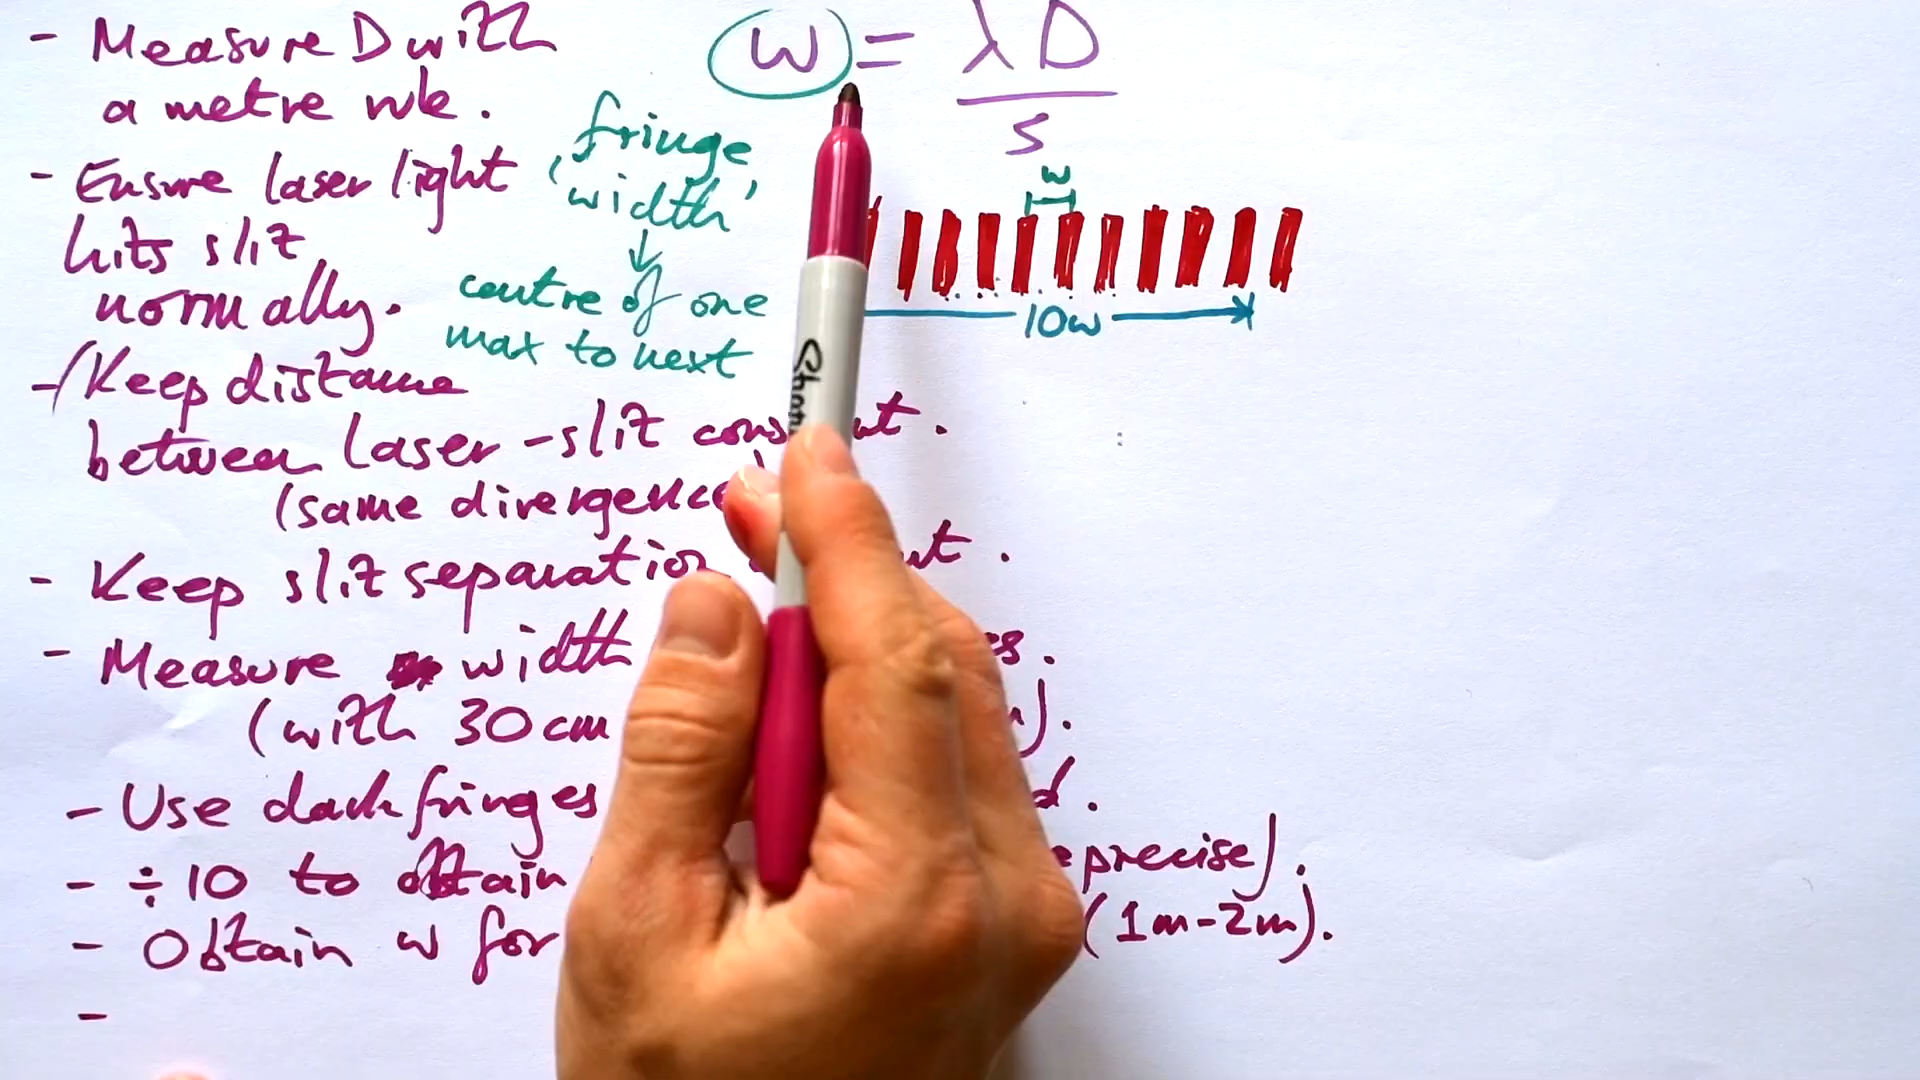 - Measure D with
a metre rule.
- Ensure laser light
hits slit
normally.
- Keep distance
between laser-slit
(same divergence
- Keep slit separation
- Measure width
(with 30cm
- Use dark fringes
- ÷10 to obtain precise).
- Obtain w for (1m-2m).
-
w = λD
s
'fringe
width'
↓
centre of one
max to next
w
10w